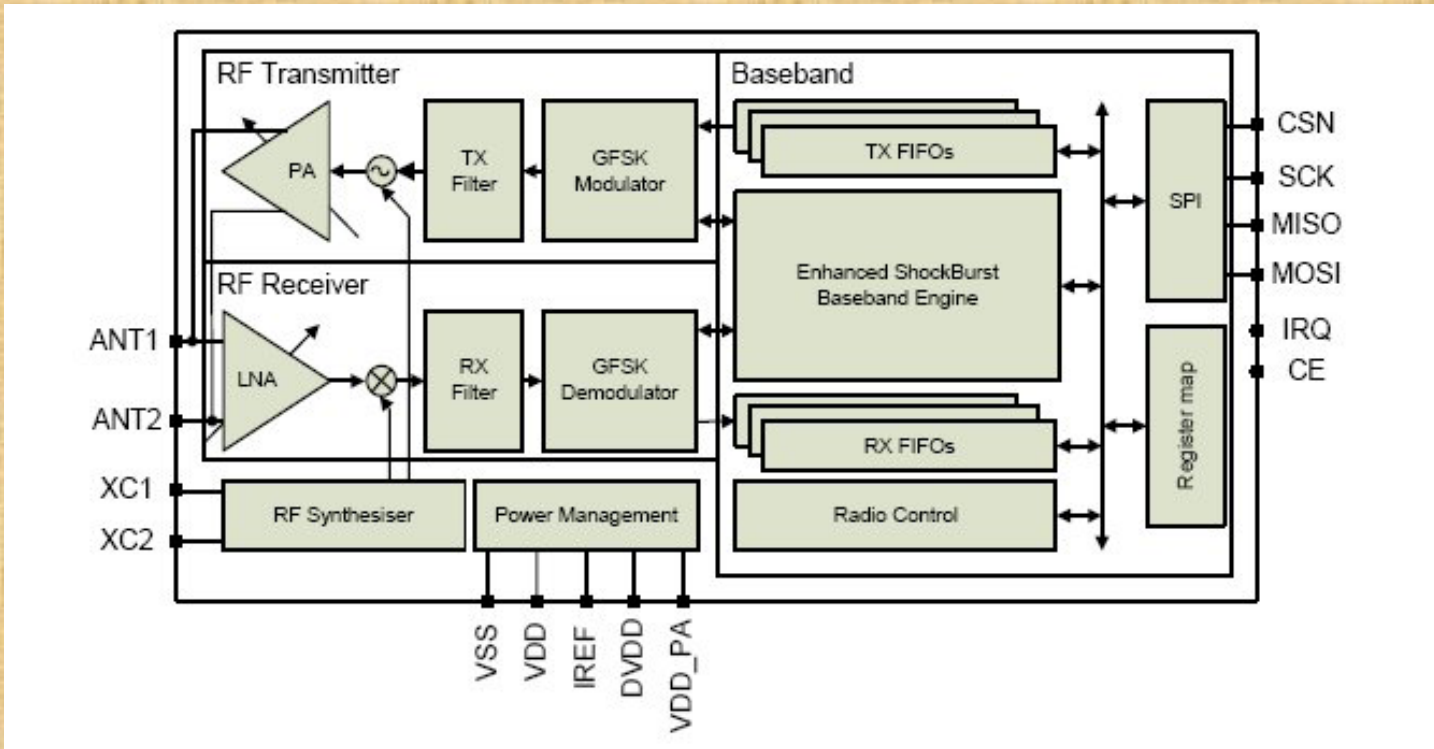 RF Transmitter
Baseband
PA
TX
Filter
GFSK
Modulator
TX FIFOs
SPI
CSN
SCK
MISO
MOSI
Enhanced ShockBurst
Baseband Engine
RF Receiver
ANT1
ANT2
LNA
RX
Filter
GFSK
Demodulator
RX FIFOs
Register map
IRQ
CE
XC1
XC2
RF Synthesiser
Power Management
Radio Control
VSS
VDD
IREF
DVDD
VDD_PA